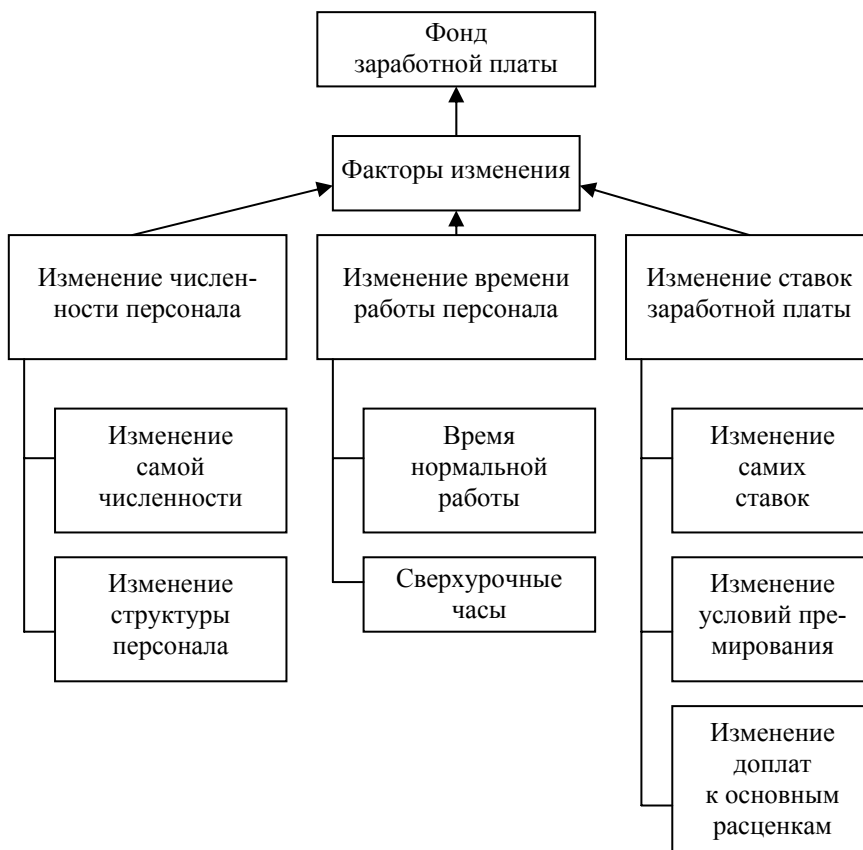 Фонд
заработной платы
Факторы изменения
Изменение числен-
ности персонала
Изменение времени
работы персонала
Изменение ставок
заработной платы
Изменение
самой
численности
Время
нормальной
работы
Изменение
самих
ставок
Изменение
структуры
персонала
Сверхурочные
часы
Изменение
условий пре-
мирования
Изменение
доплат
к основным
расценкам